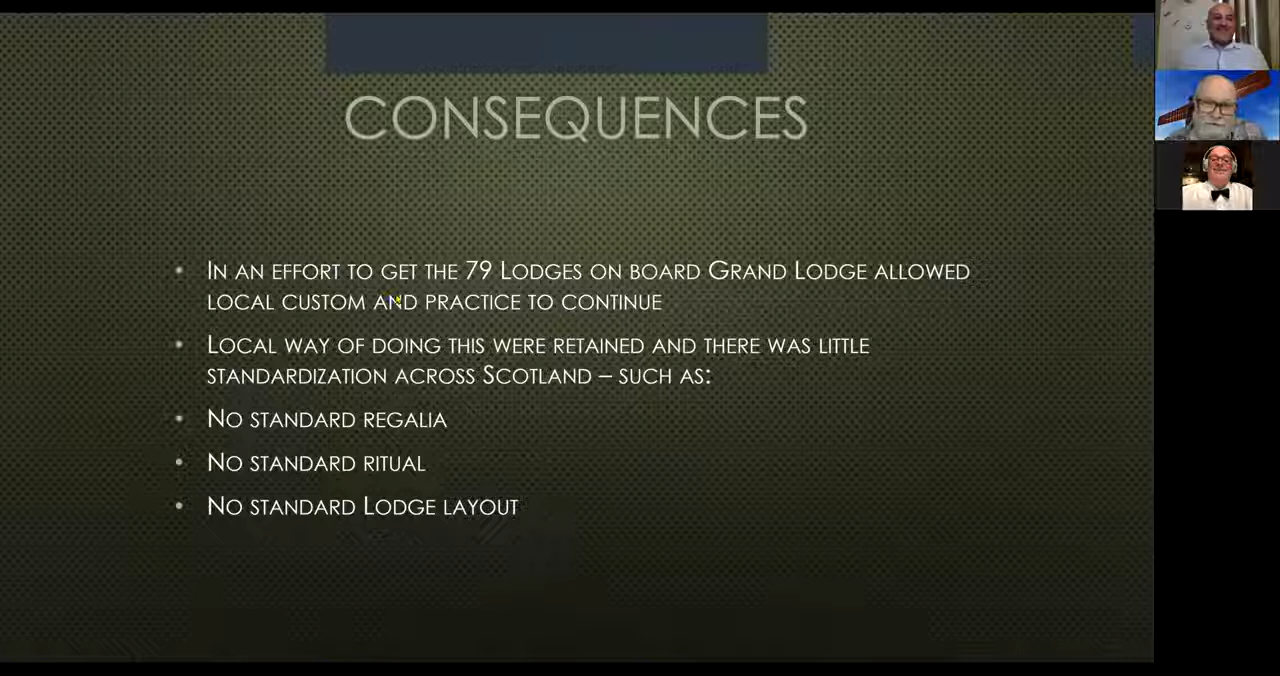 CONSEQUENCES
• In an effort to get the 79 Lodges on board Grand Lodge allowed
local custom and practice to continue
• Local way of doing this were retained and there was little
standardization across Scotland – such as:
• No standard regalia
• No standard ritual
• No standard Lodge layout